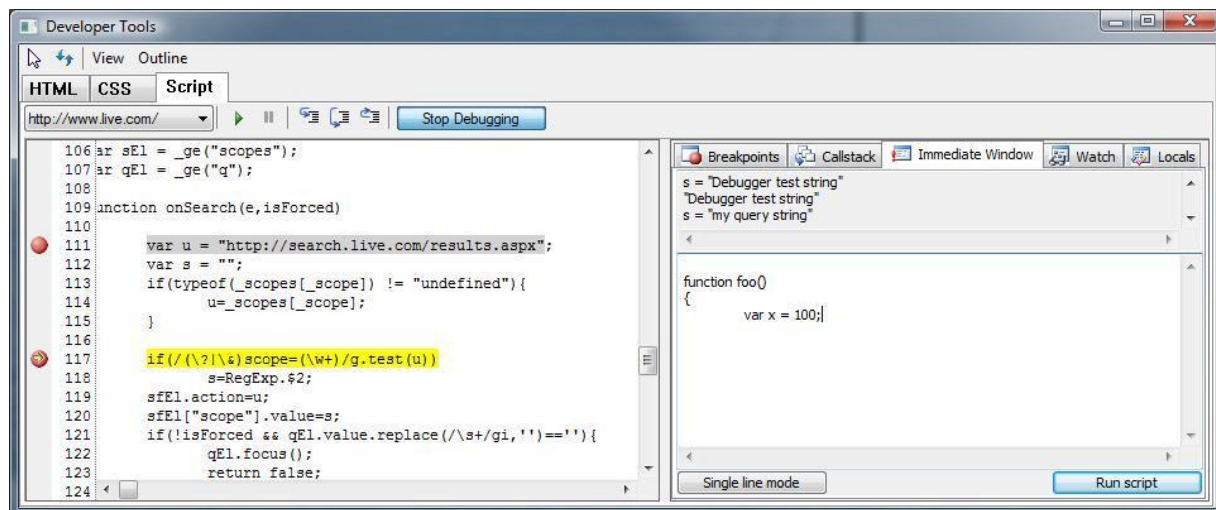 Developer Tools
View Outline
HTML CSS Script
http://www.live.com/ Stop Debugging
106 ar sEl = _ge("scopes");
107 ar qEl = _ge("q");
108
109 unction onSearch(e,isForced)
110
111 var u = "http://search.live.com/results.aspx";
112 var s = "";
113 if(typeof(_scopes[_scope]) != "undefined"){
114 u=_scopes[_scope];
115 }
116
117 if(/(\?|\&)scope=(\w+)/g.test(u))
118 s=RegExp.$2;
119 sfEl.action=u;
120 sfEl["scope"].value=s;
121 if(!isForced && qEl.value.replace(/\s+/gi,'')==''){
122 qEl.focus();
123 return false;
124
Breakpoints Callstack Immediate Window Watch Locals
s = "Debugger test string"
"Debugger test string"
s = "my query string"
function foo()
{
var x = 100;
Single line mode Run script